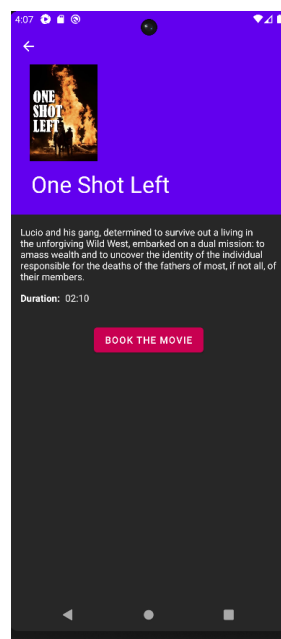 4:07
ONE
SHOT
LEFT
One Shot Left
Lucio and his gang, determined to survive out a living in
the unforgiving Wild West, embarked on a dual mission: to
amass wealth and to uncover the identity of the individual
responsible for the deaths of the fathers of most, if not all, of
their members.
Duration: 02:10
BOOK THE MOVIE